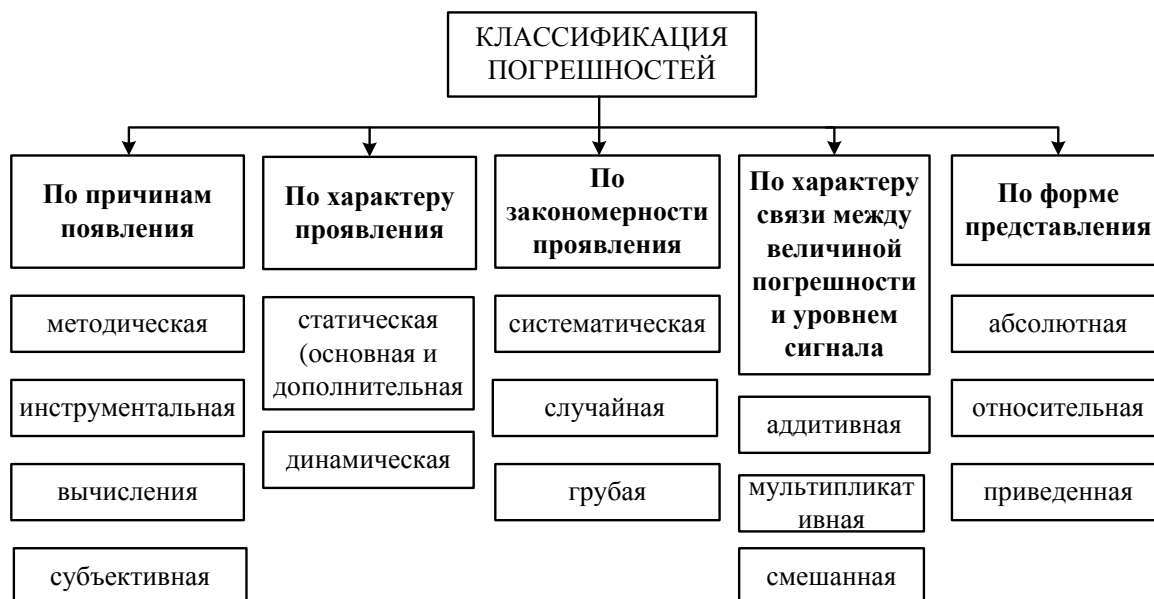 КЛАССИФИКАЦИЯ
ПОГРЕШНОСТЕЙ
По причинам
появления
методическая
инструментальная
вычисления
субъективная
По характеру
проявления
статическая
(основная и
дополнительная
динамическая
По
закономерности
проявления
систематическая
случайная
грубая
По характеру
связи между
величиной
погрешности
и уровнем
сигнала
аддитивная
мультипликат
ивная
смешанная
По форме
представления
абсолютная
относительная
приведенная